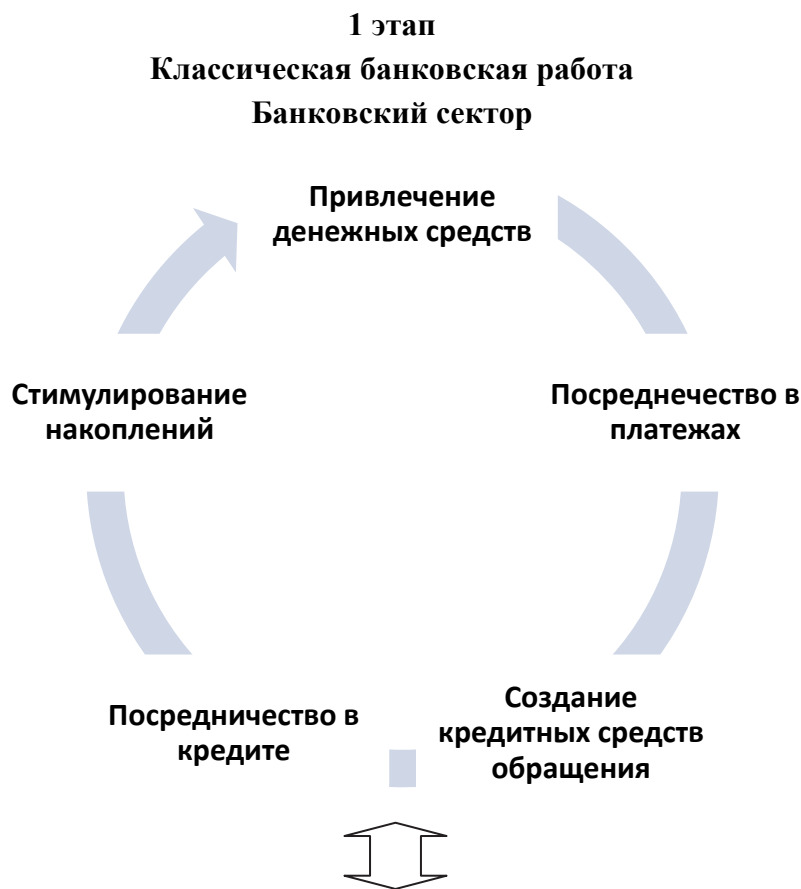 1 этап
Классическая банковская работа
Банковский сектор
Привлечение
денежных средств
Посреднечество в
платежах
Создание
кредитных средств
обращения
Посредничество в
кредите
Стимулирование
накоплений